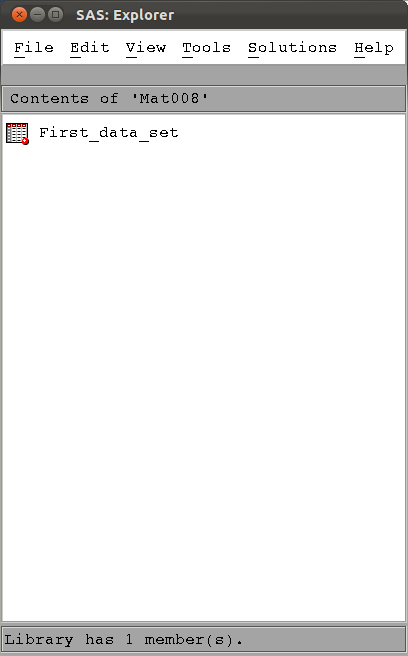 SAS: Explorer
File Edit View Tools Solutions Help
Contents of 'Mat008'
First_data_set
Library has 1 member(s).